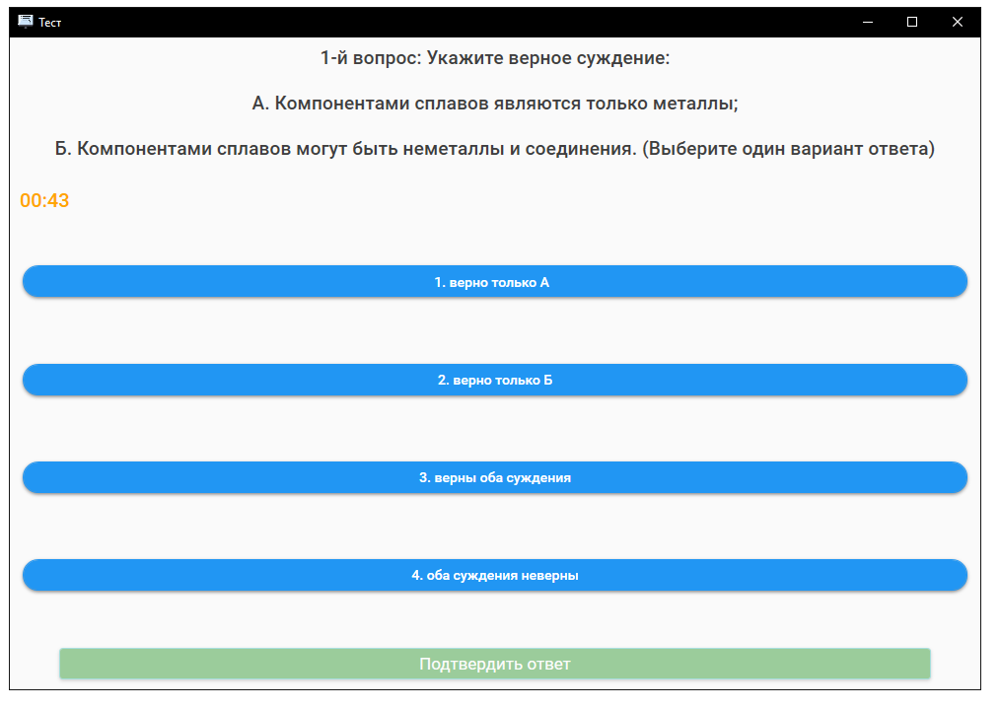 Тест
1-й вопрос: Укажите верное суждение:
А. Компонентами сплавов являются только металлы;
Б. Компонентами сплавов могут быть неметаллы и соединения. (Выберите один вариант ответа)
00:43
1. верно только А
2. верно только Б
3. верны оба суждения
4. оба суждения неверны
Подтвердить ответ